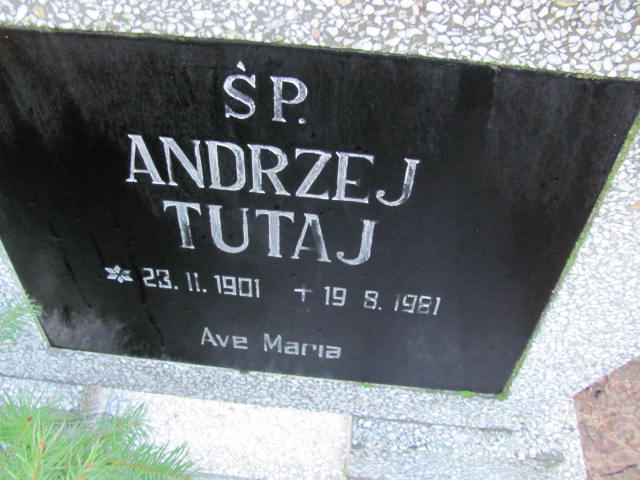 ŚP.
ANDRZEJ
TUTAJ
* 23. 11. 1901 + 19. 8. 1981
Ave Maria